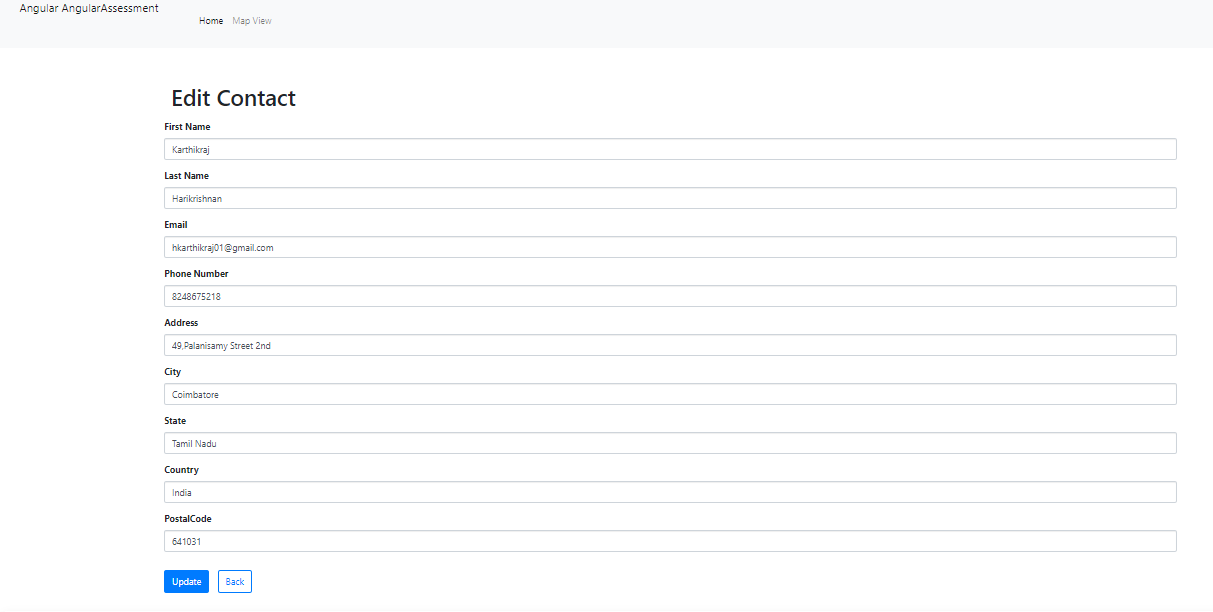 Angular AngularAssessment
Home Map View
Edit Contact
First Name
Karthikraj
Last Name
Harikrishnan
Email
hkarthikraj01@gmail.com
Phone Number
8248675218
Address
49,Palanisamy Street 2nd
City
Coimbatore
State
Tamil Nadu
Country
India
PostalCode
641031
Update Back